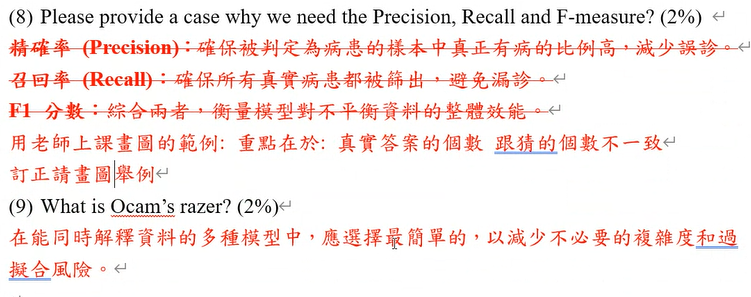 (8) Please provide a case why we need the Precision, Recall and F-measure? (2%)
精確率 (Precision)：確保被判定為病患的樣本中真正有病的比例高，減少誤診。
召回率 (Recall)：確保所有真實病患都被篩出，避免漏診。
F1 分數：綜合兩者，衡量模型對不平衡資料的整體效能。
用老師上課畫圖的範例: 重點在於: 真實答案的個數 跟猜的個數不一致
訂正請畫圖舉例
(9) What is Ocam’s razer? (2%)
在能同時解釋資料的多種模型中，應選擇最簡單的，以減少不必要的複雜度和過
擬合風險。